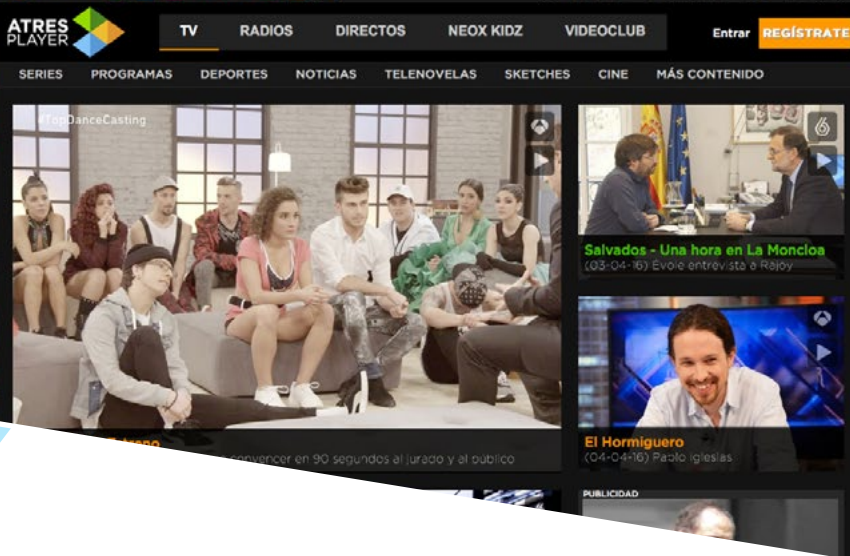 ATRES
PLAYER
TV RADIOS DIRECTOS NEOX KIDZ VIDEOCLUB
Entrar REGÍSTRATE
SERIES PROGRAMAS DEPORTES NOTICIAS TELENOVELAS SKETCHES CINE MÁS CONTENIDO
#TopDanceCasting
convencer en 90 segundos al jurado y al público
6
Salvados - Una hora en La Moncloa
(03-04-16) Évole entrevista a Rajoy
El Hormiguero
(04-04-16) Pablo Iglesias
PUBLICIDAD